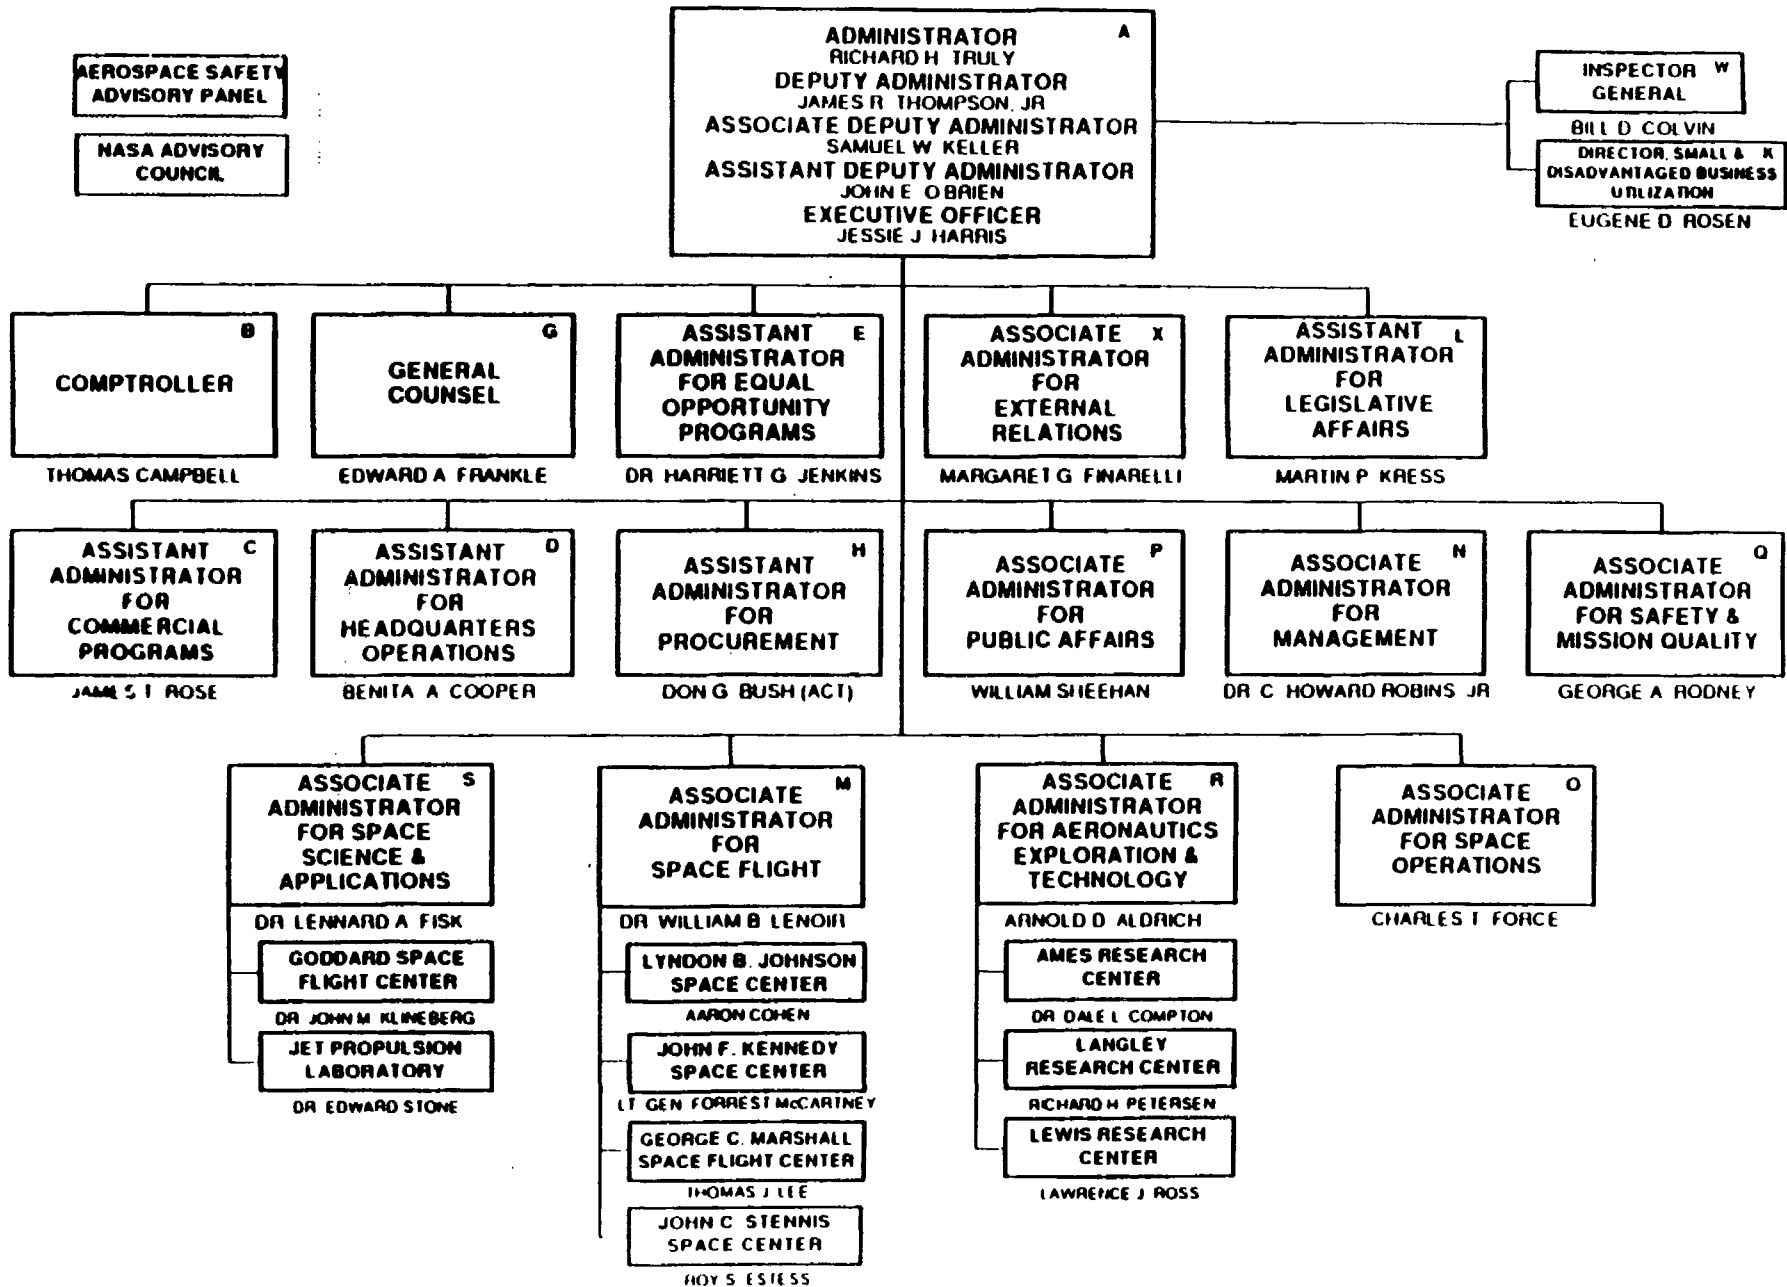 AEROSPACE SAFETY
ADVISORY PANEL
NASA ADVISORY
COUNCIL
ADMINISTRATOR A
RICHARD H TRULY
DEPUTY ADMINISTRATOR
JAMES R THOMPSON, JR
ASSOCIATE DEPUTY ADMINISTRATOR
SAMUEL W KELLER
ASSISTANT DEPUTY ADMINISTRATOR
JOHN E O BRIEN
EXECUTIVE OFFICER
JESSIE J HARRIS
INSPECTOR W
GENERAL
BILL D COLVIN
DIRECTOR, SMALL & K
DISADVANTAGED BUSINESS
UTILIZATION
EUGENE D ROSEN
B
COMPTROLLER
THOMAS CAMPBELL
G
GENERAL
COUNSEL
EDWARD A FRANKLE
ASSISTANT E
ADMINISTRATOR
FOR EQUAL
OPPORTUNITY
PROGRAMS
DR HARRIETT G JENKINS
ASSOCIATE X
ADMINISTRATOR
FOR
EXTERNAL
RELATIONS
MARGARET G FINARELLI
ASSISTANT L
ADMINISTRATOR
FOR
LEGISLATIVE
AFFAIRS
MARTIN P KRESS
ASSISTANT C
ADMINISTRATOR
FOR
COMMERCIAL
PROGRAMS
JAMES T ROSE
ASSISTANT D
ADMINISTRATOR
FOR
HEADQUARTERS
OPERATIONS
BENITA A COOPER
H
ASSISTANT
ADMINISTRATOR
FOR
PROCUREMENT
DON G BUSH (ACT)
P
ASSOCIATE
ADMINISTRATOR
FOR
PUBLIC AFFAIRS
WILLIAM SHEEHAN
N
ASSOCIATE
ADMINISTRATOR
FOR
MANAGEMENT
DR C HOWARD ROBINS JR
Q
ASSOCIATE
ADMINISTRATOR
FOR SAFETY &
MISSION QUALITY
GEORGE A RODNEY
ASSOCIATE S
ADMINISTRATOR
FOR SPACE
SCIENCE &
APPLICATIONS
DR LENNARD A FISK
GODDARD SPACE
FLIGHT CENTER
DR JOHN M KLINEBERG
JET PROPULSION
LABORATORY
DR EDWARD STONE
M
ASSOCIATE
ADMINISTRATOR
FOR
SPACE FLIGHT
DR WILLIAM B LENOIR
LYNDON B. JOHNSON
SPACE CENTER
AARON COHEN
JOHN F. KENNEDY
SPACE CENTER
LT GEN FORREST McCARTNEY
GEORGE C. MARSHALL
SPACE FLIGHT CENTER
THOMAS J LEE
JOHN C STENNIS
SPACE CENTER
ROY S ESTESS
ASSOCIATE R
ADMINISTRATOR
FOR AERONAUTICS
EXPLORATION &
TECHNOLOGY
ARNOLD D ALDRICH
AMES RESEARCH
CENTER
DR DALE L COMPTON
LANGLEY
RESEARCH CENTER
RICHARD H PETERSEN
LEWIS RESEARCH
CENTER
LAWRENCE J ROSS
O
ASSOCIATE
ADMINISTRATOR
FOR SPACE
OPERATIONS
CHARLES T FORCE